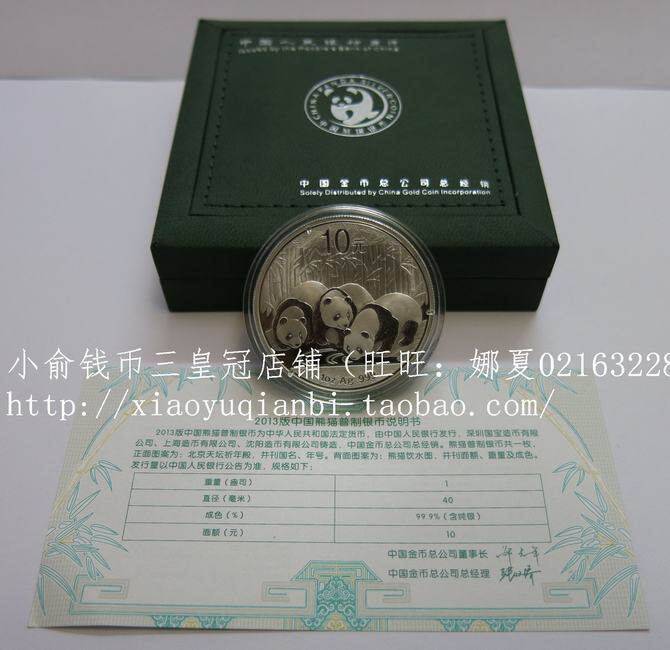 中国人民银行发行
Issued by the People's Bank of China
CHINA PANDA SILVER COIN
中国金币总公司总经销
Solely Distributed by China Gold Coin Incorporation
10元
1oz Ag .999
小俞钱币三皇冠店铺（旺旺：娜夏02163228
http://xiaoyuqianbi.taobao.com/
2013版中国熊猫普制银币说明书
2013版中国熊猫普制银币为中华人民共和国法定货币，由中国人民银行发行，深圳国宝造币有限
公司、上海造币有限公司、沈阳造币有限公司铸造，中国金币总公司总经销。熊猫普制银币共一枚，
正面图案为：北京天坛祈年殿，并刊国名、年号。背面图案为：熊猫饮水图，并刊面额、重量及成色。
发行量以中国人民银行公告为准，规格如下：
重量（盎司） 1
直径（毫米） 40
成色（%） 99.9%（含纯银）
面额（元） 10
中国金币总公司董事长
中国金币总公司总经理